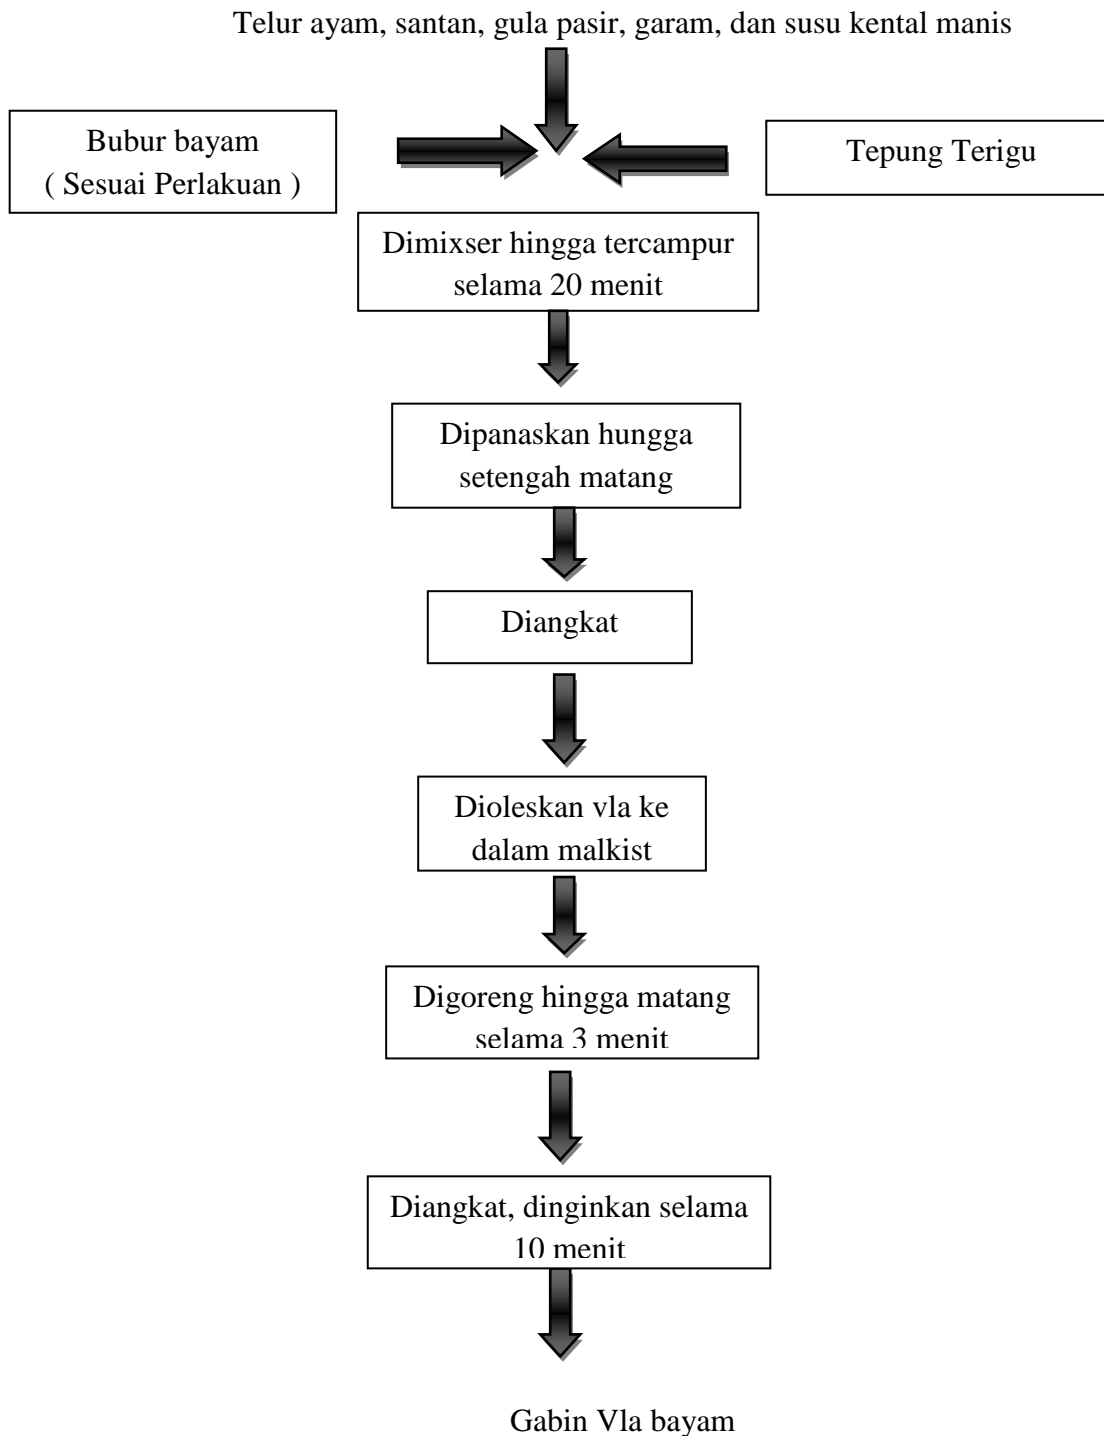 Telur ayam, santan, gula pasir, garam, dan susu kental manis
Bubur bayam
( Sesuai Perlakuan )
Tepung Terigu
Dimixser hingga tercampur
selama 20 menit
Dipanaskan hungga
setengah matang
Diangkat
Dioleskan vla ke
dalam malkist
Digoreng hingga matang
selama 3 menit
Diangkat, dinginkan selama
10 menit
Gabin Vla bayam